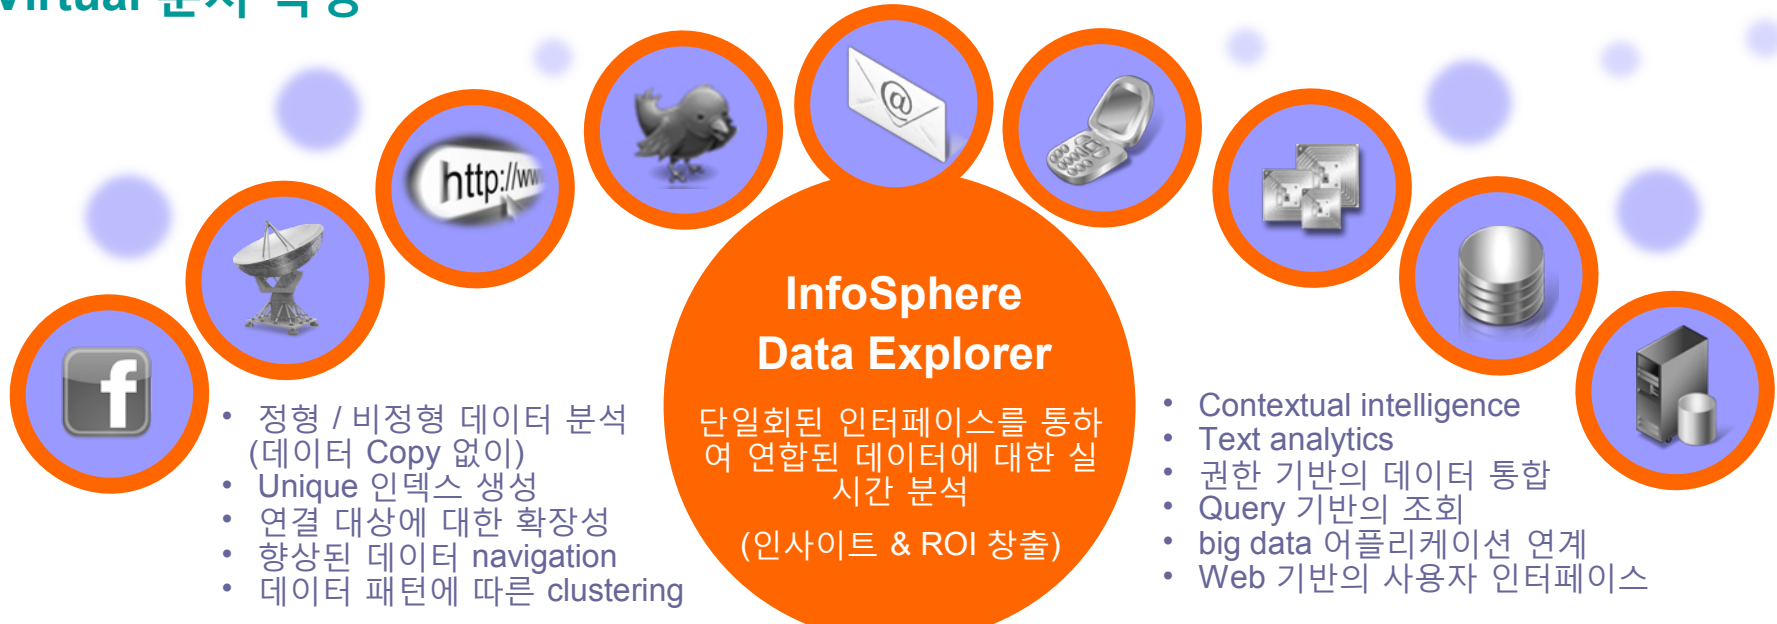 Virtual 문서 특성
http://www
InfoSphere
Data Explorer
단일회된 인터페이스를 통하
여 연합된 데이터에 대한 실
시간 분석
(인사이트 & ROI 창출)
• 정형 / 비정형 데이터 분석
(데이터 Copy 없이)
• Unique 인덱스 생성
• 연결 대상에 대한 확장성
• 향상된 데이터 navigation
• 데이터 패턴에 따른 clustering
• Contextual intelligence
• Text analytics
• 권한 기반의 데이터 통합
• Query 기반의 조회
• big data 어플리케이션 연계
• Web 기반의 사용자 인터페이스